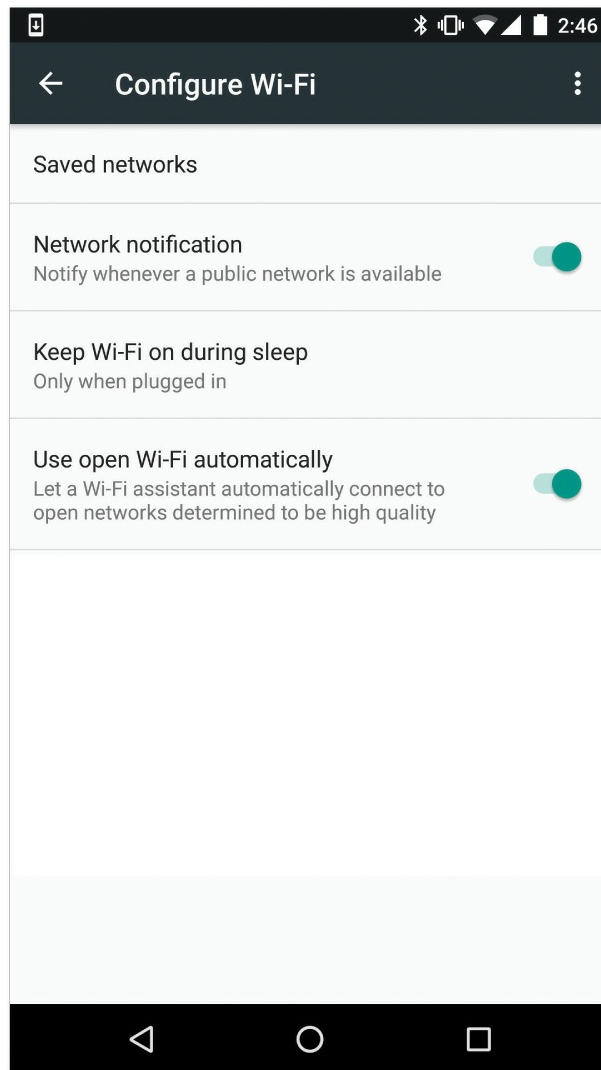 2:46
Configure Wi-Fi
Saved networks
Network notification
Notify whenever a public network is available
Keep Wi-Fi on during sleep
Only when plugged in
Use open Wi-Fi automatically
Let a Wi-Fi assistant automatically connect to
open networks determined to be high quality